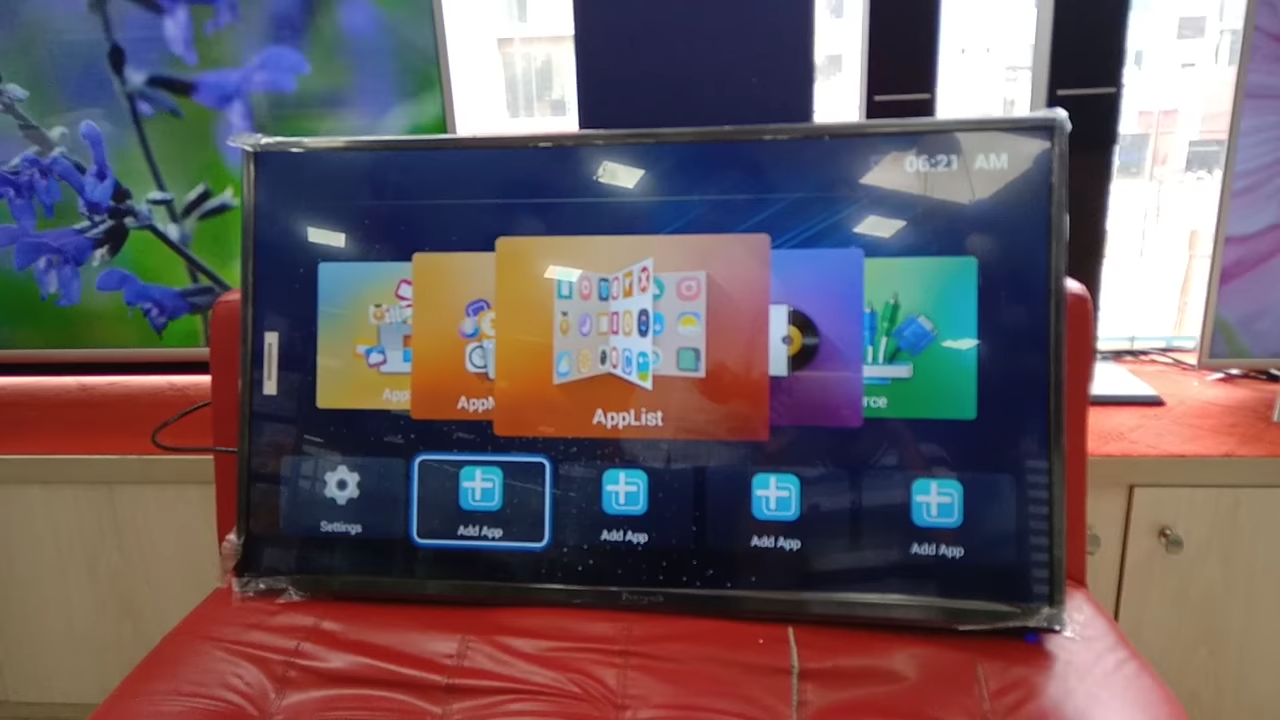 06:21 AM
App
AppM
AppList
rce
Settings
Add App
Add App
Add App
Add App